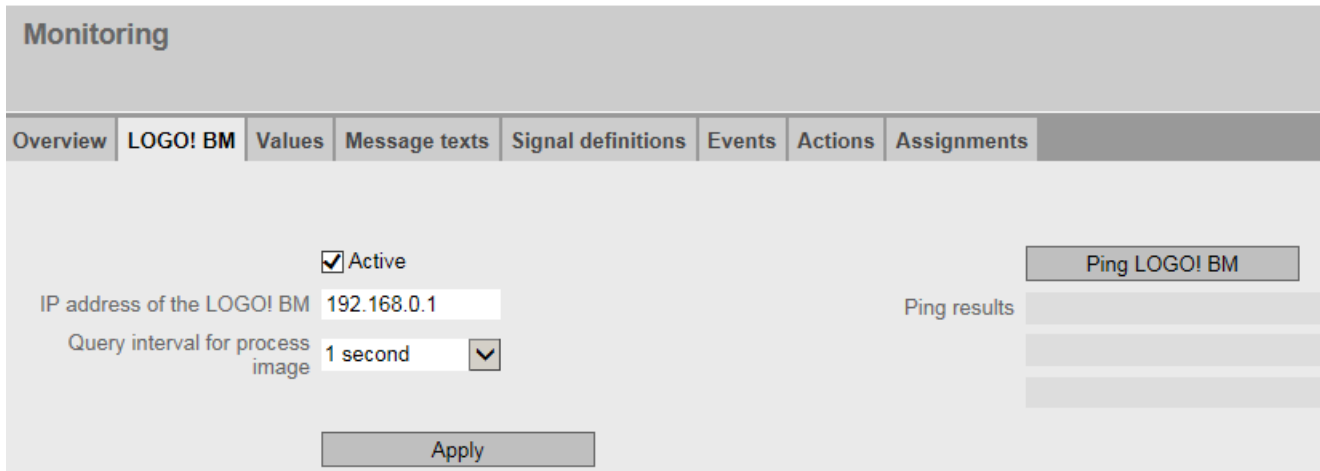 Monitoring
Overview LOGO! BM Values Message texts Signal definitions Events Actions Assignments
Active
Ping LOGO! BM
IP address of the LOGO! BM 192.168.0.1
Ping results
Query interval for process
image
1 second
Apply